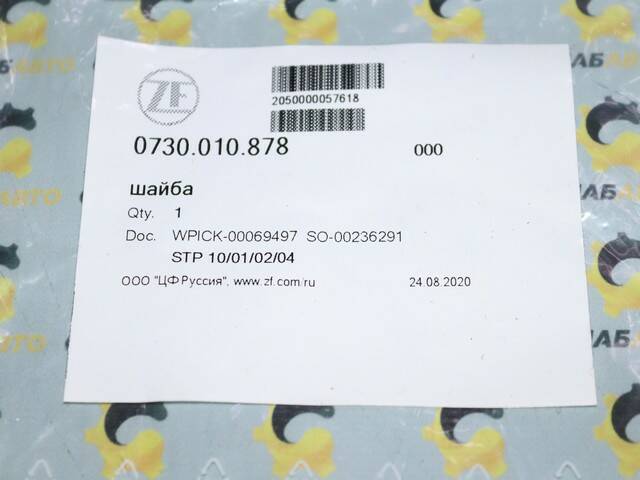 ZF
2050000057618
0730.010.878 000
шайба
Qty. 1
Doc. WPICK-00069497 SO-00236291
STP 10/01/02/04
ООО "ЦФ Руссия", www.zf.com/ru 24.08.2020